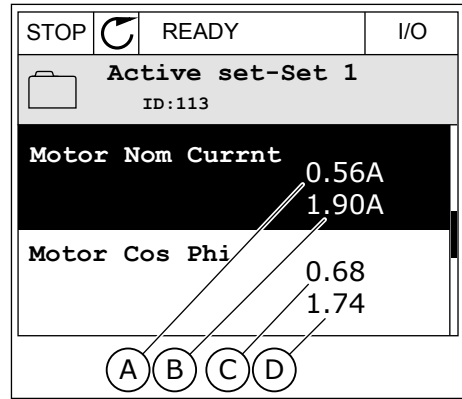 STOP READY I/O
Active set-Set 1
ID:113
Motor Nom Currnt
0.56A
1.90A
Motor Cos Phi
0.68
1.74
A B C D